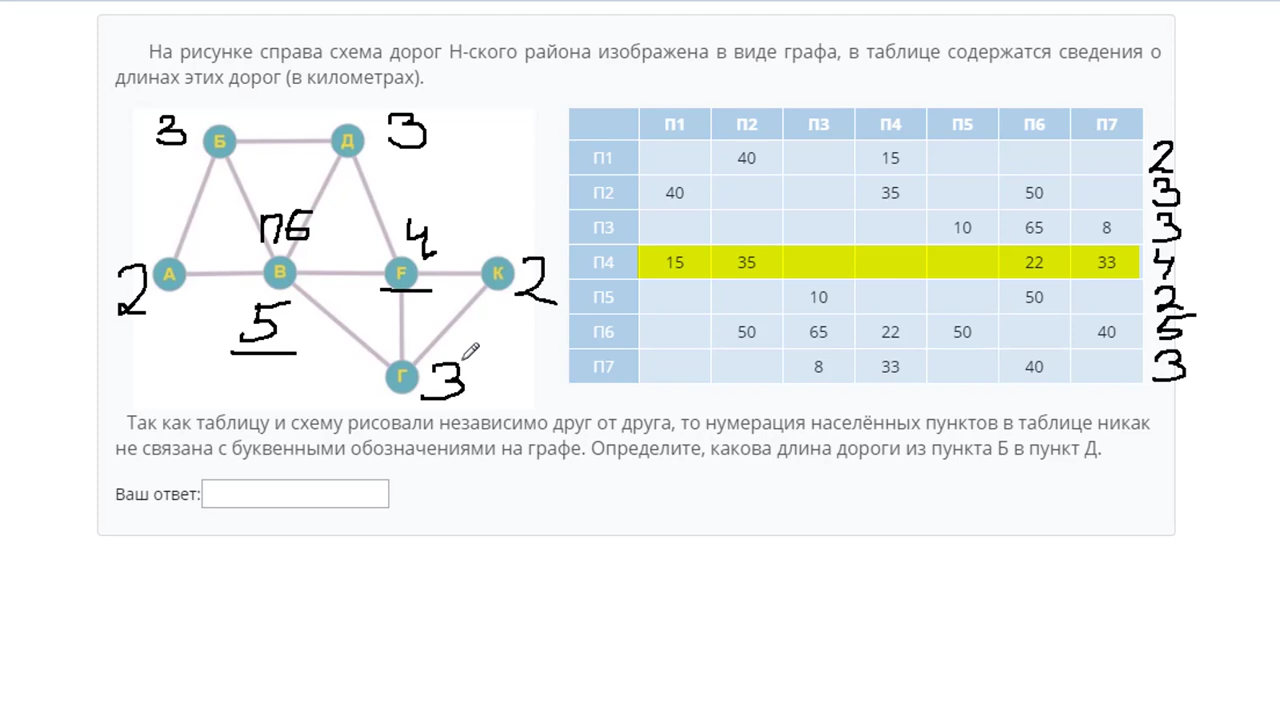 На рисунке справа схема дорог Н-ского района изображена в виде графа, в таблице содержатся сведения о
длинах этих дорог (в километрах).
3 Б Д 3
П6 4
2 А В F К 2
5
Г 3
П1 П2 П3 П4 П5 П6 П7
П1 40 15 2
П2 40 35 50 3
П3 10 65 8 3
П4 15 35 22 33 4
П5 10 50 2
П6 50 65 22 50 40 5
П7 8 33 40 3
Так как таблицу и схему рисовали независимо друг от друга, то нумерация населённых пунктов в таблице никак
не связана с буквенными обозначениями на графе. Определите, какова длина дороги из пункта Б в пункт Д.
Ваш ответ: